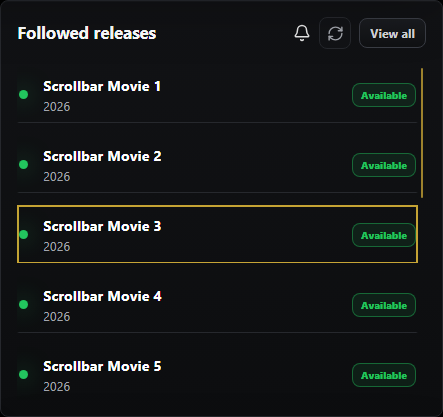 Followed releases
View all
Scrollbar Movie 1
2026
Available
Scrollbar Movie 2
2026
Available
Scrollbar Movie 3
2026
Available
Scrollbar Movie 4
2026
Available
Scrollbar Movie 5
2026
Available